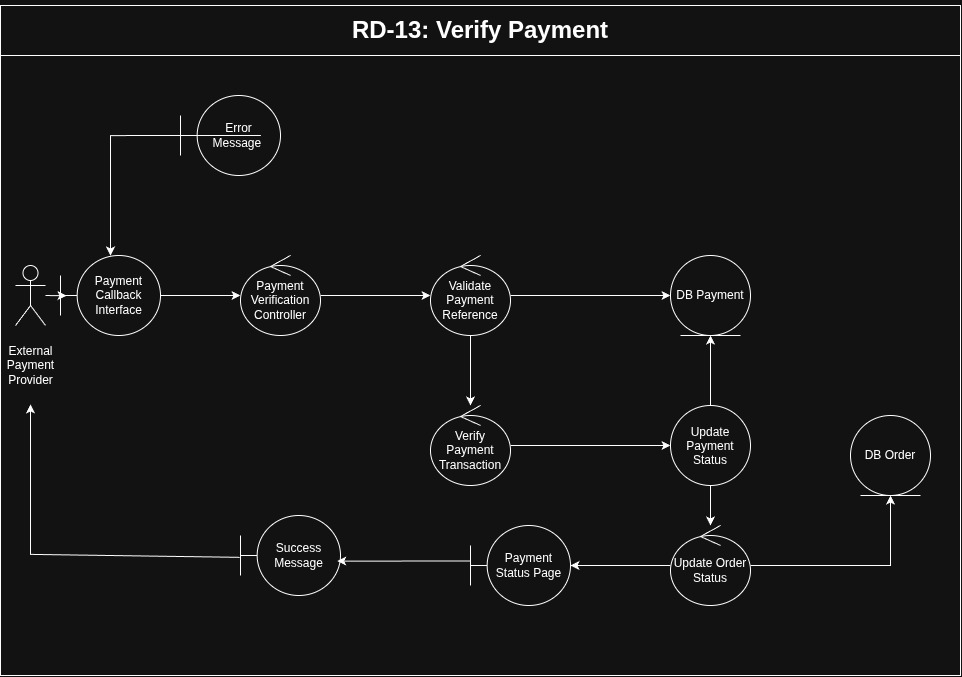 RD-13: Verify Payment
Error
Message
Payment
Callback
Interface
Payment
Verification
Controller
Validate
Payment
Reference
DB Payment
External
Payment
Provider
Verify
Payment
Transaction
Update
Payment
Status
DB Order
Success
Message
Payment
Status Page
Update Order
Status